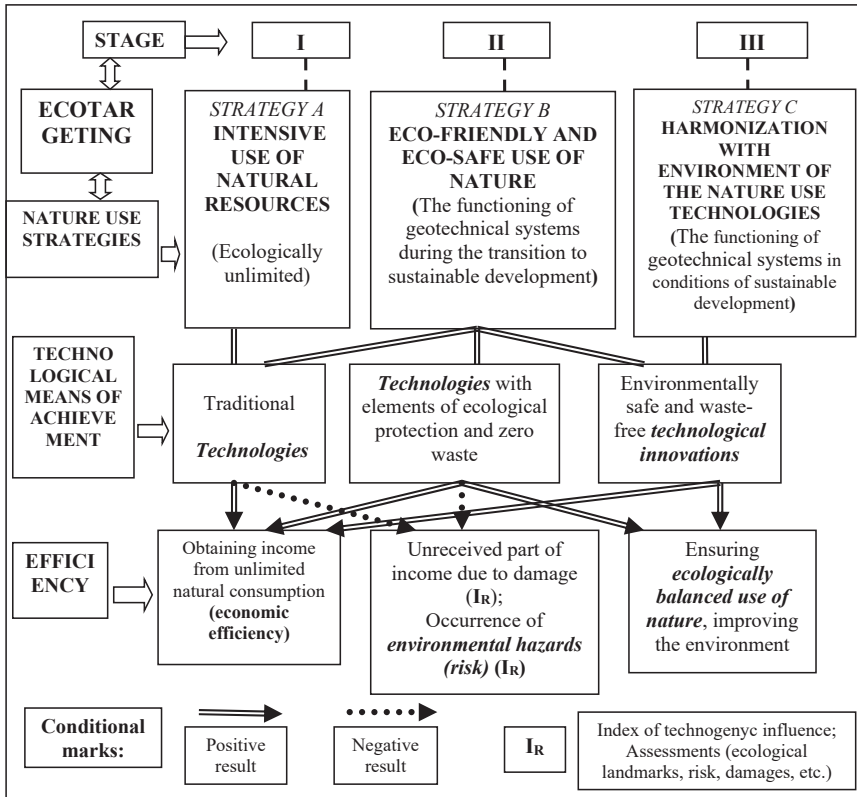 STAGE
I
II
III
ECOTAR
GETING
NATURE USE
STRATEGIES
STRATEGY A
INTENSIVE
USE OF
NATURAL
RESOURCES
(Ecologically
unlimited)
STRATEGY B
ECO-FRIENDLY AND
ECO-SAFE USE OF
NATURE
(The functioning of
geotechnical systems
during the transition to
sustainable development)
STRATEGY C
HARMONIZATION
WITH
ENVIRONMENT OF
THE NATURE USE
TECHNOLOGIES
(The functioning of
geotechnical systems in
conditions of sustainable
development)
TECHNO
LOGICAL
MEANS OF
ACHIEVE
MENT
Traditional
Technologies
Technologies with
elements of ecological
protection and zero
waste
Environmentally
safe and waste-
free technological
innovations
EFFICI
ENCY
Obtaining income
from unlimited
natural consumption
(economic
efficiency)
Unreceived part of
income due to damage
(IR);
Occurrence of
environmental hazards
(risk) (IR)
Ensuring
ecologically
balanced use of
nature, improving
the environment
Conditional
marks:
Positive
result
Negative
result
IR
Index of technogenyc influence;
Assessments (ecological
landmarks, risk, damages, etc.)